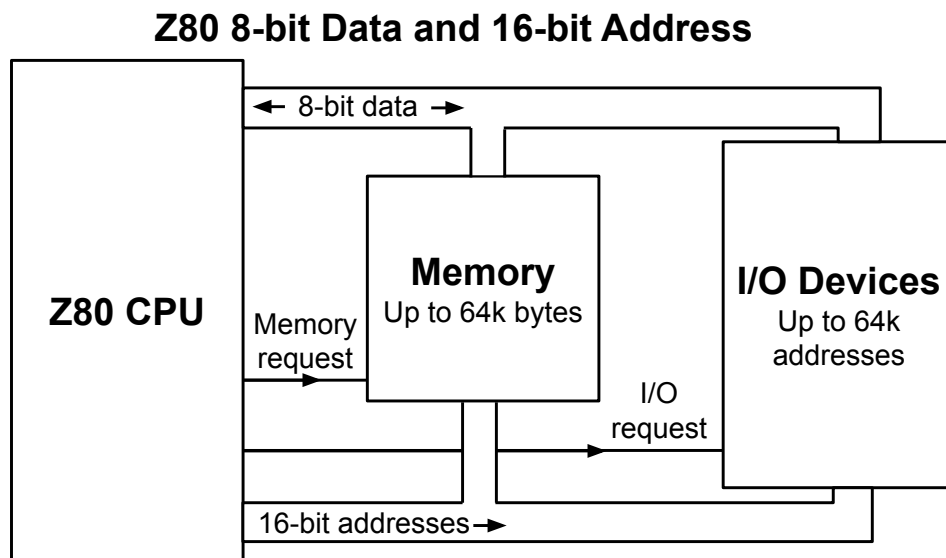 Z80 8-bit Data and 16-bit Address
8-bit data
Z80 CPU
Memory
Up to 64k bytes
I/O Devices
Up to 64k
addresses
Memory
request
I/O
request
16-bit addresses